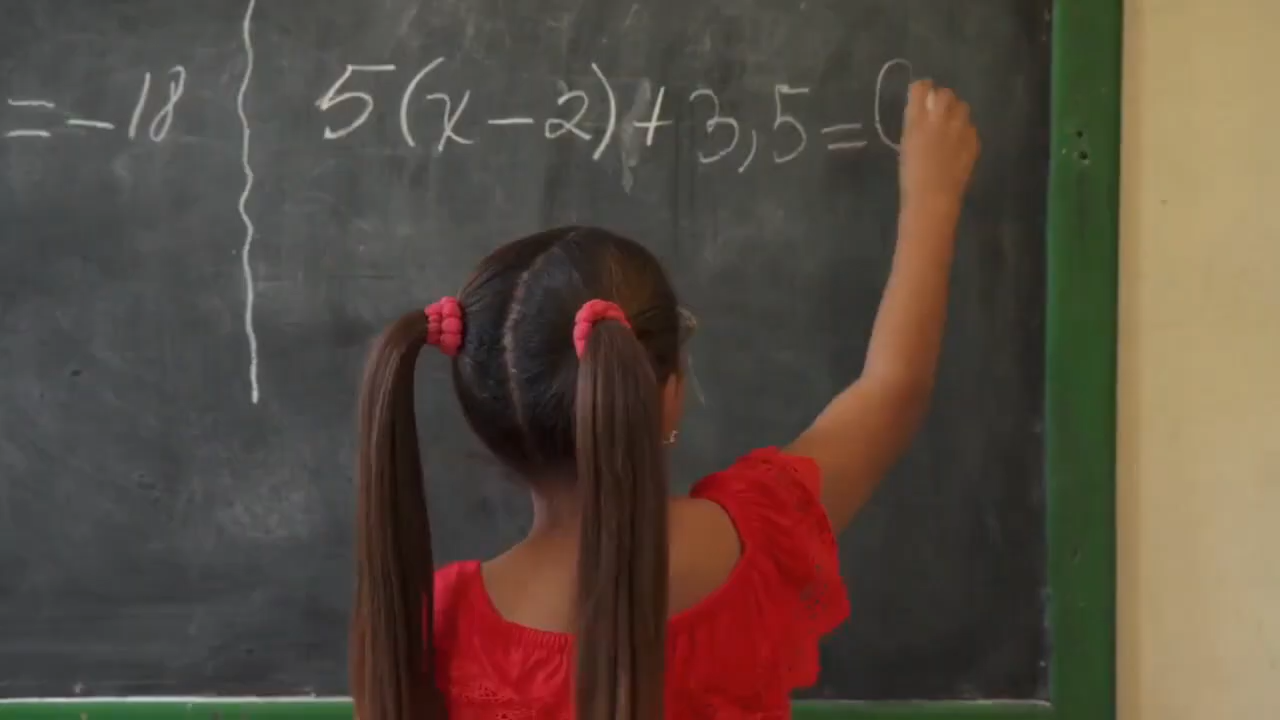 = -18
5(x-2)+3,5=0